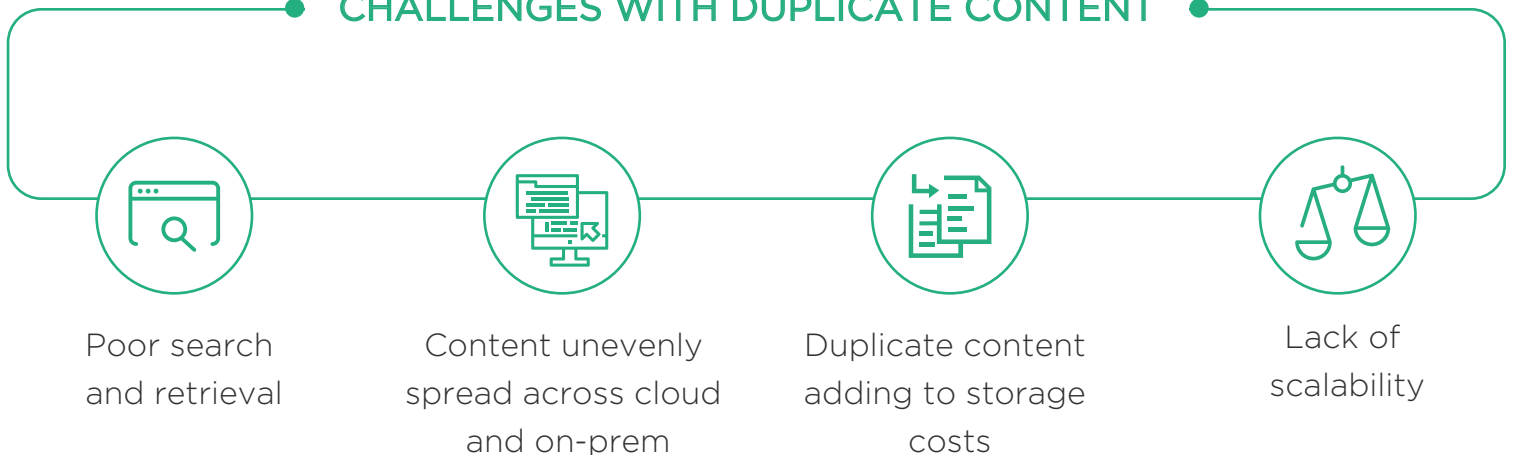 CHALLENGES WITH DUPLICATE CONTENT
Poor search
and retrieval
Content unevenly
spread across cloud
and on-prem
Duplicate content
adding to storage
costs
Lack of
scalability